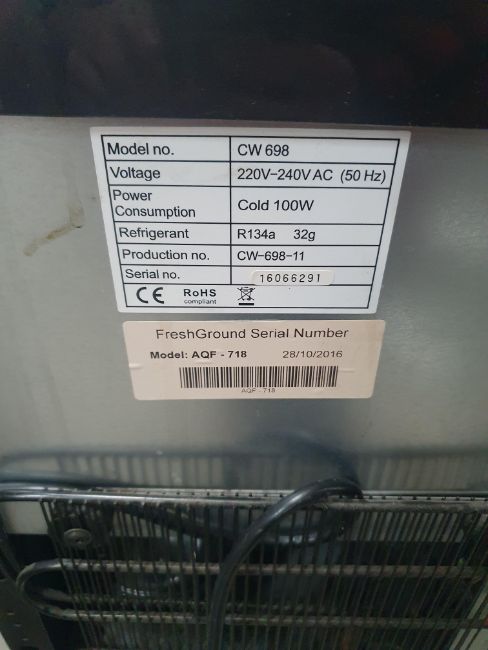 Model no. CW 698
Voltage 220V-240V AC (50 Hz)
Power Consumption Cold 100W
Refrigerant R134a 32g
Production no. CW-698-11
Serial no. 16066291
CE RoHS
compliant
FreshGround Serial Number
Model: AQF - 718 28/10/2016
AQF - 718